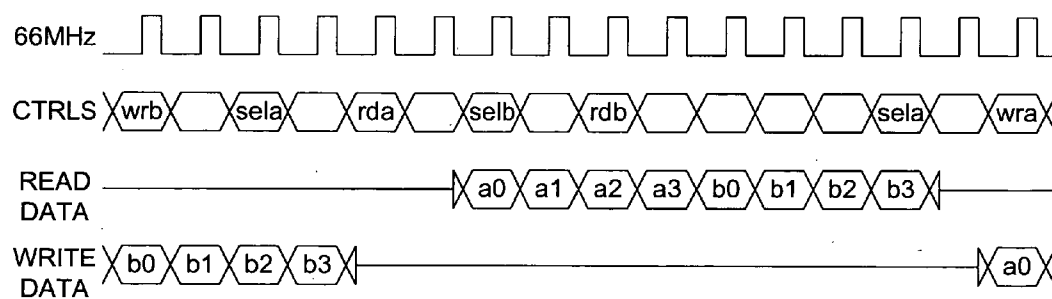 66MHz
CTRLS wrb sela rda selb rdb sela wra
READ DATA a0 a1 a2 a3 b0 b1 b2 b3
WRITE DATA b0 b1 b2 b3 a0